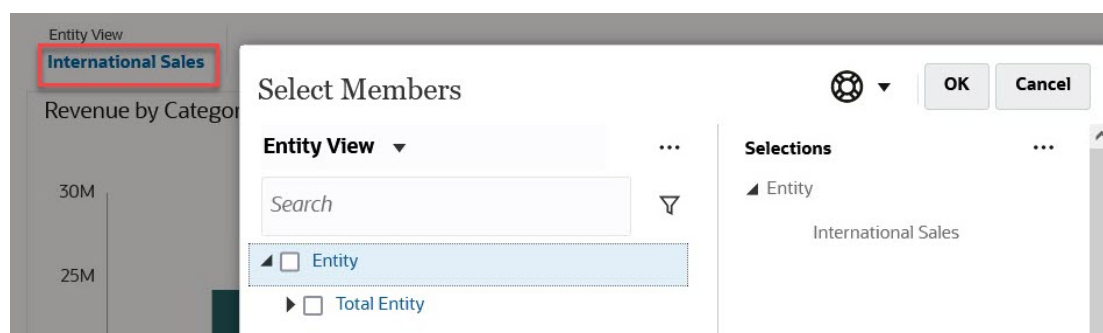 Entity View
International Sales
Revenue by Categor
30M
25M
Select Members
OK
Cancel
Entity View
Search
Entity
Total Entity
Selections
Entity
International Sales